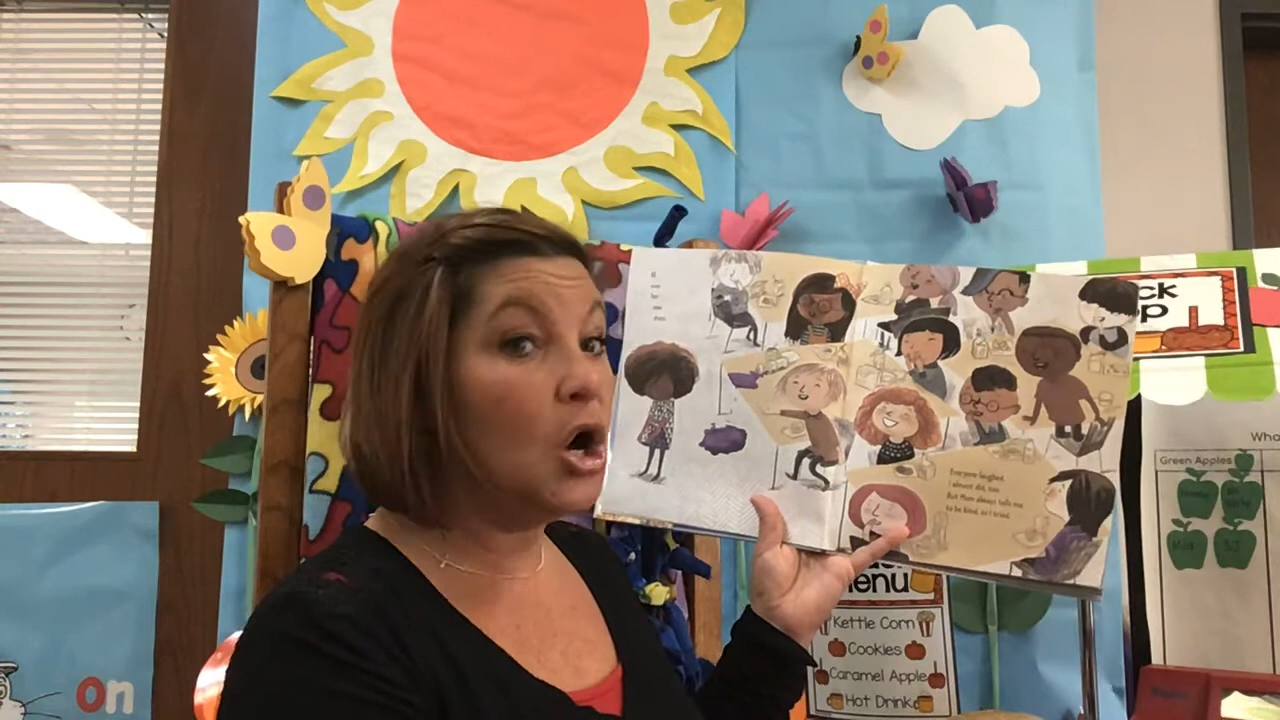 ck
p
Everyone laughed.
I almost did, too.
But Mom always tells me
to be kind, so I tried.
Green Apples
Wha
enu
Kettle Corn
Cookies
Caramel Apple
Hot Drink
on